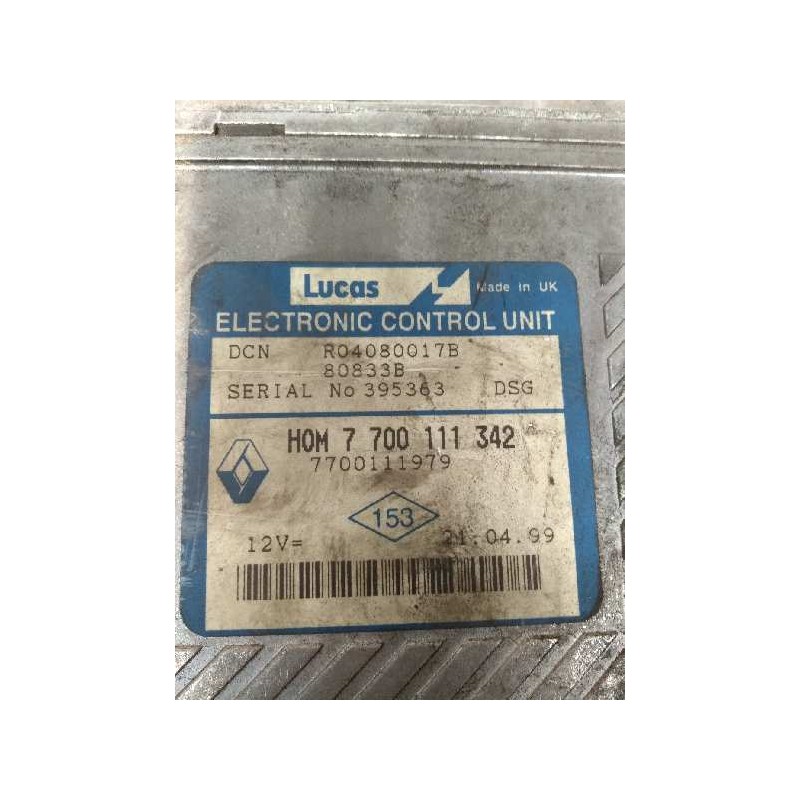 Lucas Made in UK
ELECTRONIC CONTROL UNIT
DCN R04080017B
80833B
SERIAL No 395363 DSG
HOM 7 700 111 342
7700111979
153
12V= 21.04.99